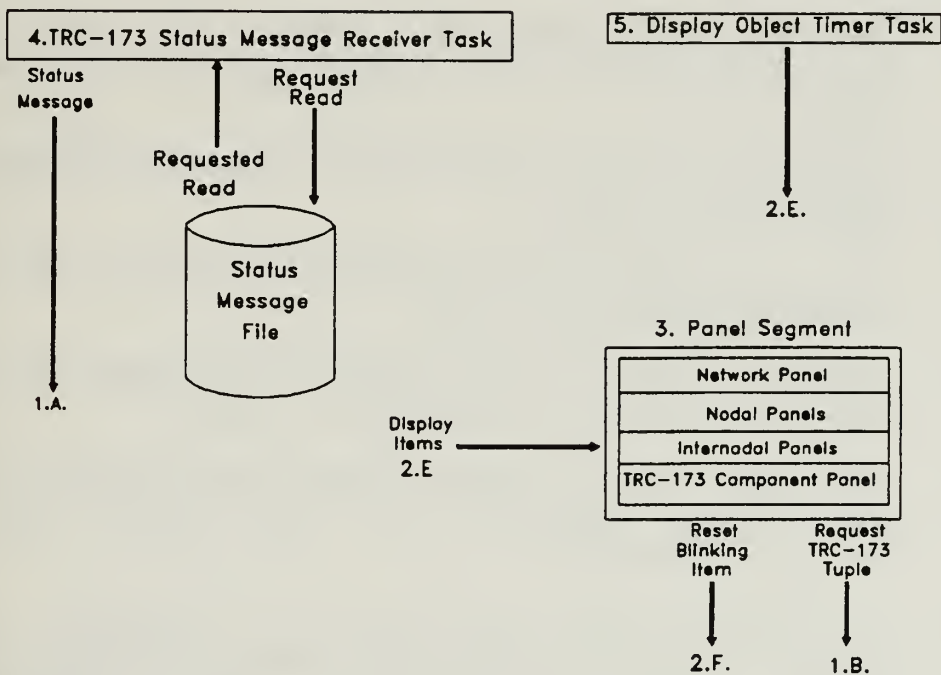 4.TRC-173 Status Message Receiver Task
Status
Message
Request
Read
Requested
Read
Status
Message
File
1.A.
5. Display Object Timer Task
2.E.
3. Panel Segment
Network Panel
Nodal Panels
Internodal Panels
TRC-173 Component Panel
Display
Items
2.E
Reset
Blinking
Item
Request
TRC-173
Tuple
2.F.
1.B.